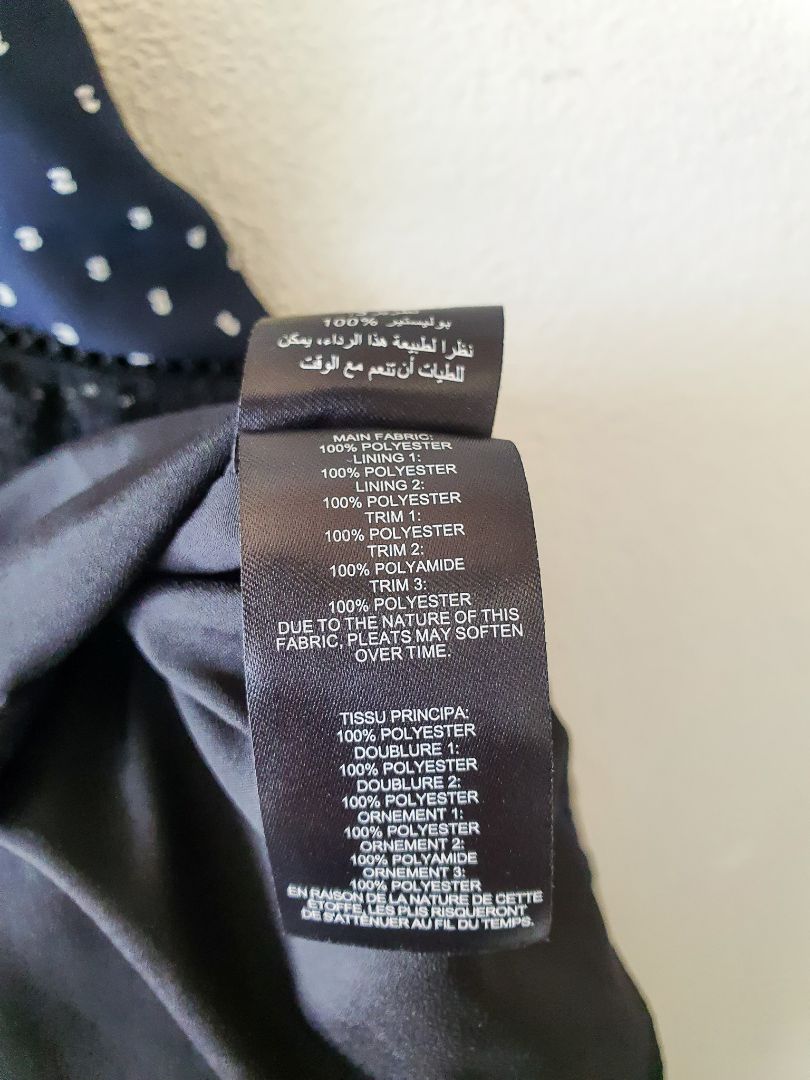 بوليستير %100
نظرا لطبيعة هذا الرداء، يمكن
للطيات أن تنعم مع الوقت
MAIN FABRIC:
100% POLYESTER
LINING 1:
100% POLYESTER
LINING 2:
100% POLYESTER
TRIM 1:
100% POLYESTER
TRIM 2:
100% POLYAMIDE
TRIM 3:
100% POLYESTER
DUE TO THE NATURE OF THIS
FABRIC, PLEATS MAY SOFTEN
OVER TIME.
TISSU PRINCIPA:
100% POLYESTER
DOUBLURE 1:
100% POLYESTER
DOUBLURE 2:
100% POLYESTER
ORNEMENT 1:
100% POLYESTER
ORNEMENT 2:
100% POLYAMIDE
ORNEMENT 3:
100% POLYESTER
EN RAISON DE LA NATURE DE CETTE
ÉTOFFE, LES PLIS RISQUERONT
DE S'ATTÉNUER AU FIL DU TEMPS.